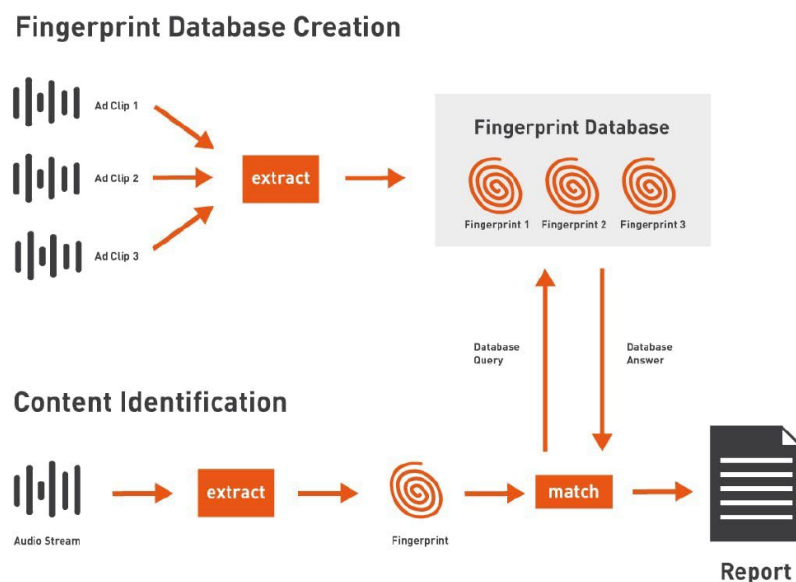 Fingerprint Database Creation
Ad Clip 1
Ad Clip 2
Ad Clip 3
extract
Fingerprint Database
Fingerprint 1
Fingerprint 2
Fingerprint 3
Database
Query
Database
Answer
Content Identification
Audio Stream
extract
Fingerprint
match
Report